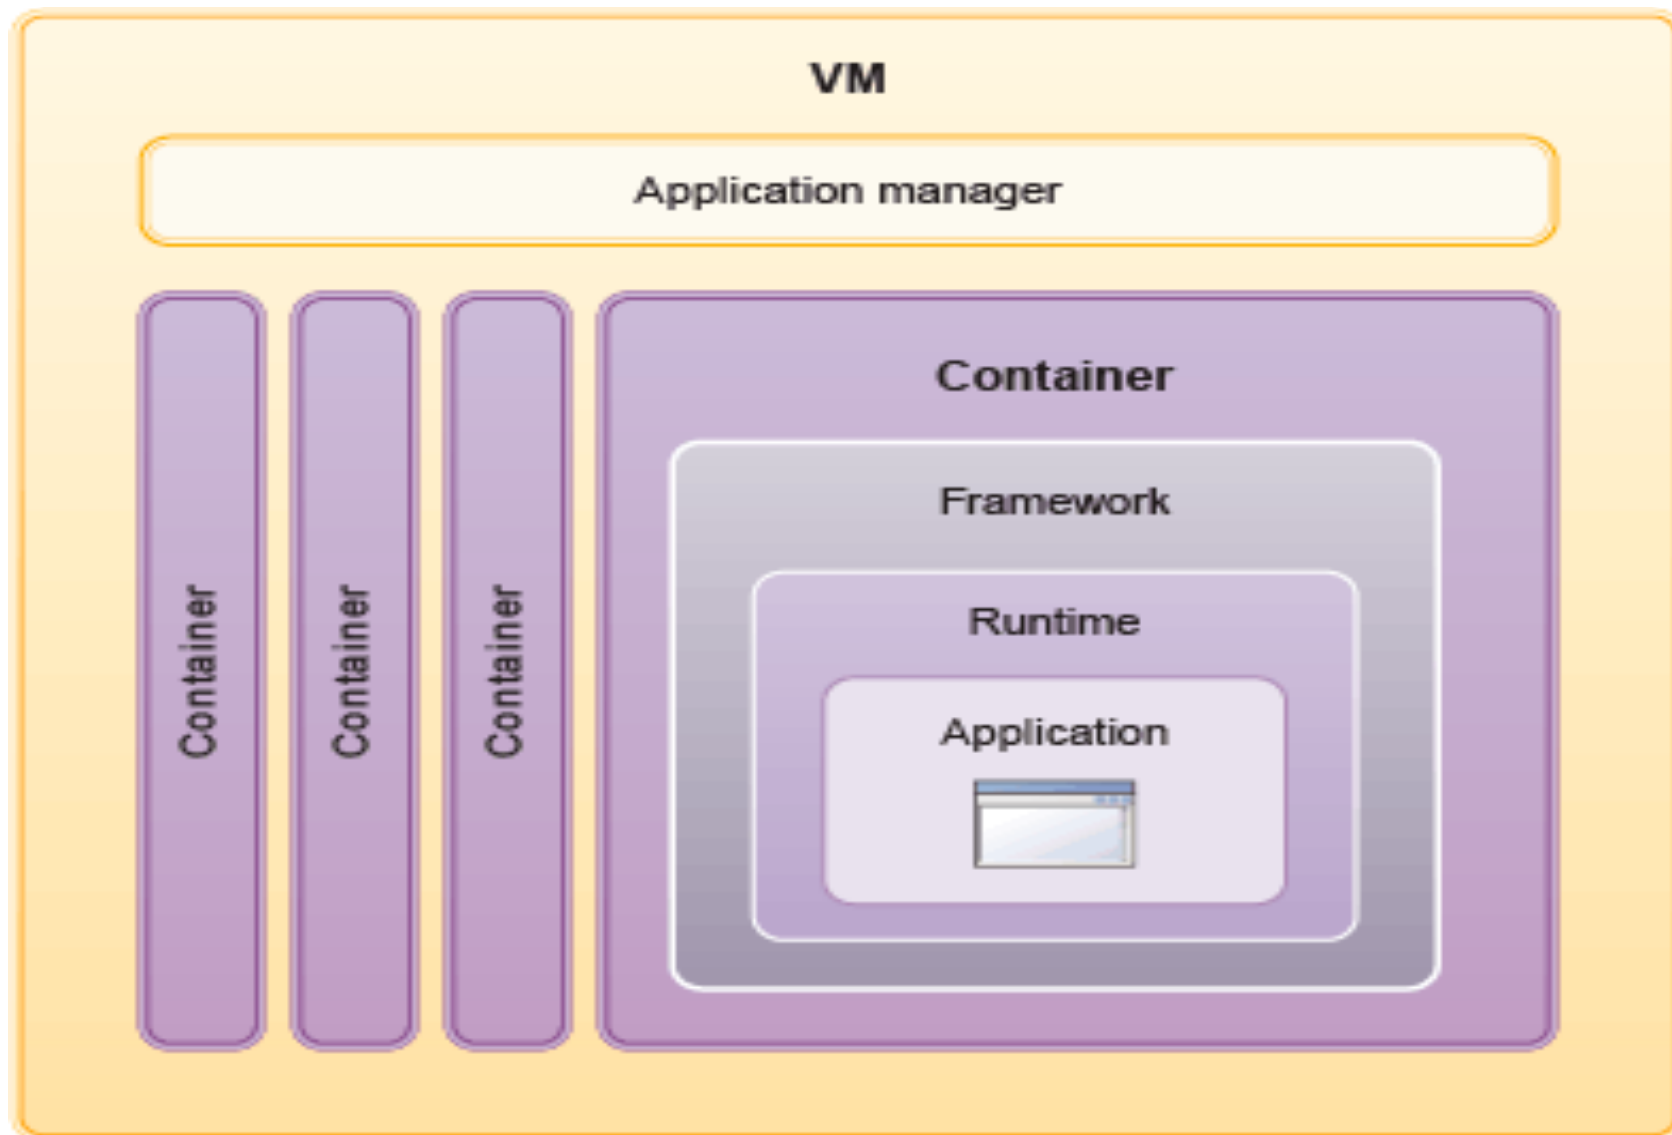 VM
Application manager
Container
Container
Container
Container
Framework
Runtime
Application